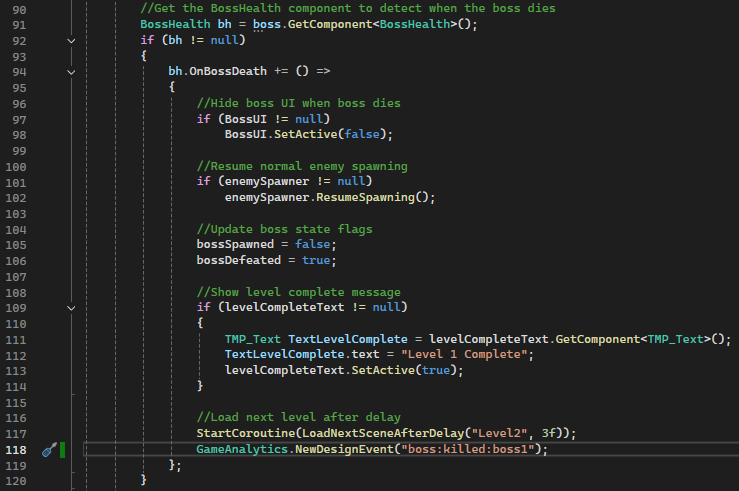 90 //Get the BossHealth component to detect when the boss dies
91 BossHealth bh = boss.GetComponent<BossHealth>();
92 if (bh != null)
93 {
94 bh.OnBossDeath += () =>
95 {
96 //Hide boss UI when boss dies
97 if (BossUI != null)
98 BossUI.SetActive(false);
99
100 //Resume normal enemy spawning
101 if (enemySpawner != null)
102 enemySpawner.ResumeSpawning();
103
104 //Update boss state flags
105 bossSpawned = false;
106 bossDefeated = true;
107
108 //Show level complete message
109 if (levelCompleteText != null)
110 {
111 TMP_Text TextLevelComplete = levelCompleteText.GetComponent<TMP_Text>();
112 TextLevelComplete.text = "Level 1 Complete";
113 levelCompleteText.SetActive(true);
114 }
115
116 //Load next level after delay
117 StartCoroutine(LoadNextSceneAfterDelay("Level2", 3f));
118 GameAnalytics.NewDesignEvent("boss:killed:boss1");
119 };
120 }